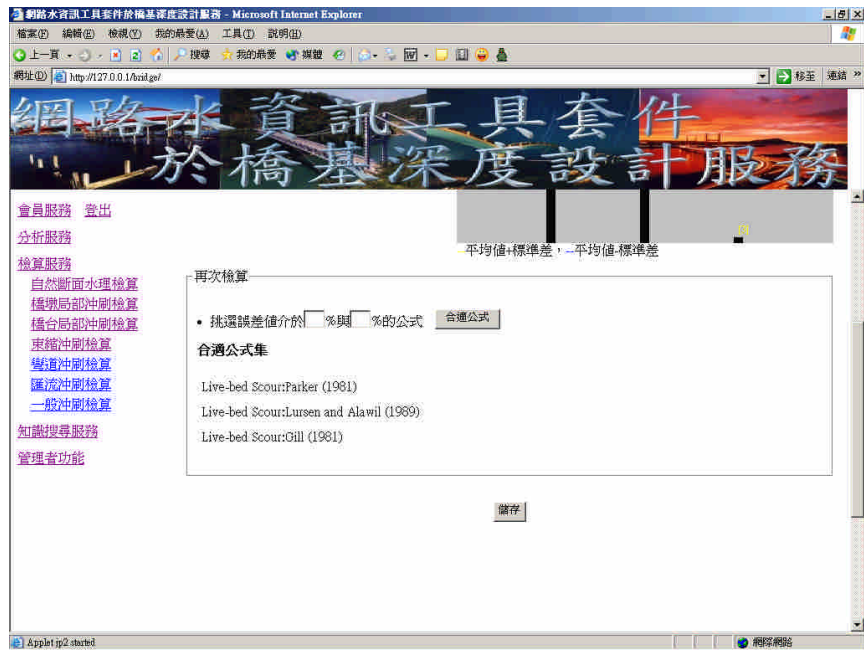 網路水資訊工具套件於橋基深度設計服務 - Microsoft Internet Explorer
檔案(F) 編輯(E) 檢視(V) 我的最愛(A) 工具(T) 說明(H)
上一頁 搜尋 我的最愛 媒體
網址(D) http://127.0.0.1/bridge/ 移至 連結 »
網路水資訊工具套件
於橋基深度設計服務
會員服務 登出
分析服務
檢算服務
自然斷面水理檢算
橋墩局部沖刷檢算
橋台局部沖刷檢算
束縮沖刷檢算
彎道沖刷檢算
匯流沖刷檢算
一般沖刷檢算
知識搜尋服務
管理者功能
--平均值+標準差，--平均值-標準差
再次檢算
• 挑選誤差值介於 %與 %的公式 合適公式
合適公式集
Live-bed Scour:Parker (1981)
Live-bed Scour:Lursen and Alawil (1989)
Live-bed Scour:Gill (1981)
儲存
Applet jp2 started 網際網路